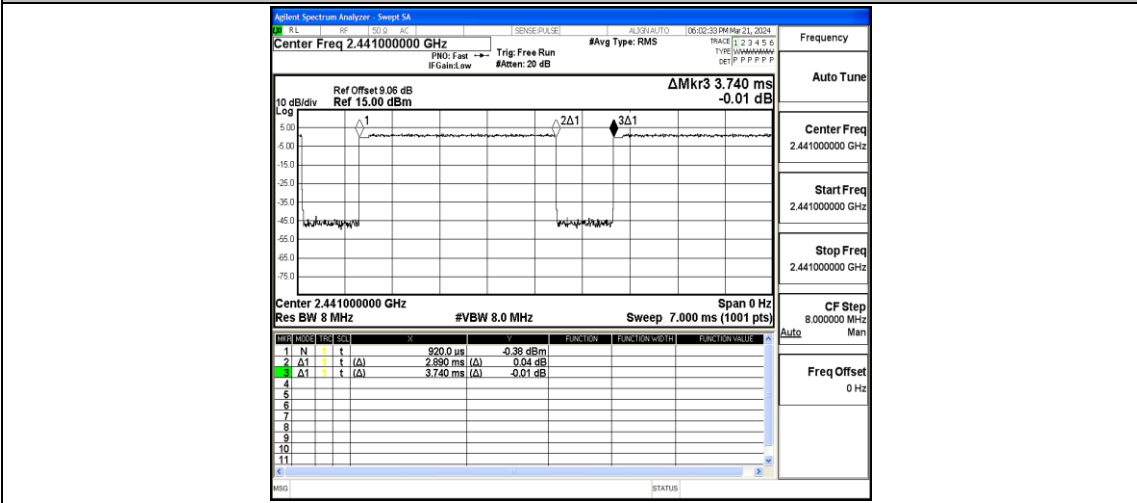 Agilent Spectrum Analyzer - Swept SA
RL RF 50 Ω AC SENSE:PULSE ALIGN AUTO 06:02:33 PM Mar 21, 2024
Center Freq 2.441000000 GHz
#Avg Type: RMS
TRACE 1 2 3 4 5 6
TYPE
DET P P P P P P
PNO: Fast
IFGain:Low
Trig: Free Run
#Atten: 20 dB
ΔMkr3 3.740 ms
-0.01 dB
Ref Offset 9.06 dB
10 dB/div Ref 15.00 dBm
Log
1
2Δ1
3Δ1
5.00
-5.00
-15.0
-25.0
-35.0
-45.0
-55.0
-65.0
-75.0
Center 2.441000000 GHz Span 0 Hz
Res BW 8 MHz #VBW 8.0 MHz Sweep 7.000 ms (1001 pts)
MKR MODE TRC SCL X Y FUNCTION FUNCTION WIDTH FUNCTION VALUE
1 N 1 t 920.0 us -0.38 dBm
2 Δ1 1 t (Δ) 2.890 ms (Δ) 0.04 dB
3 Δ1 1 t (Δ) 3.740 ms (Δ) -0.01 dB
4
5
6
7
8
9
10
11
MSG STATUS
Frequency
Auto Tune
Center Freq
2.441000000 GHz
Start Freq
2.441000000 GHz
Stop Freq
2.441000000 GHz
CF Step
8.000000 MHz
Auto Man
Freq Offset
0 Hz